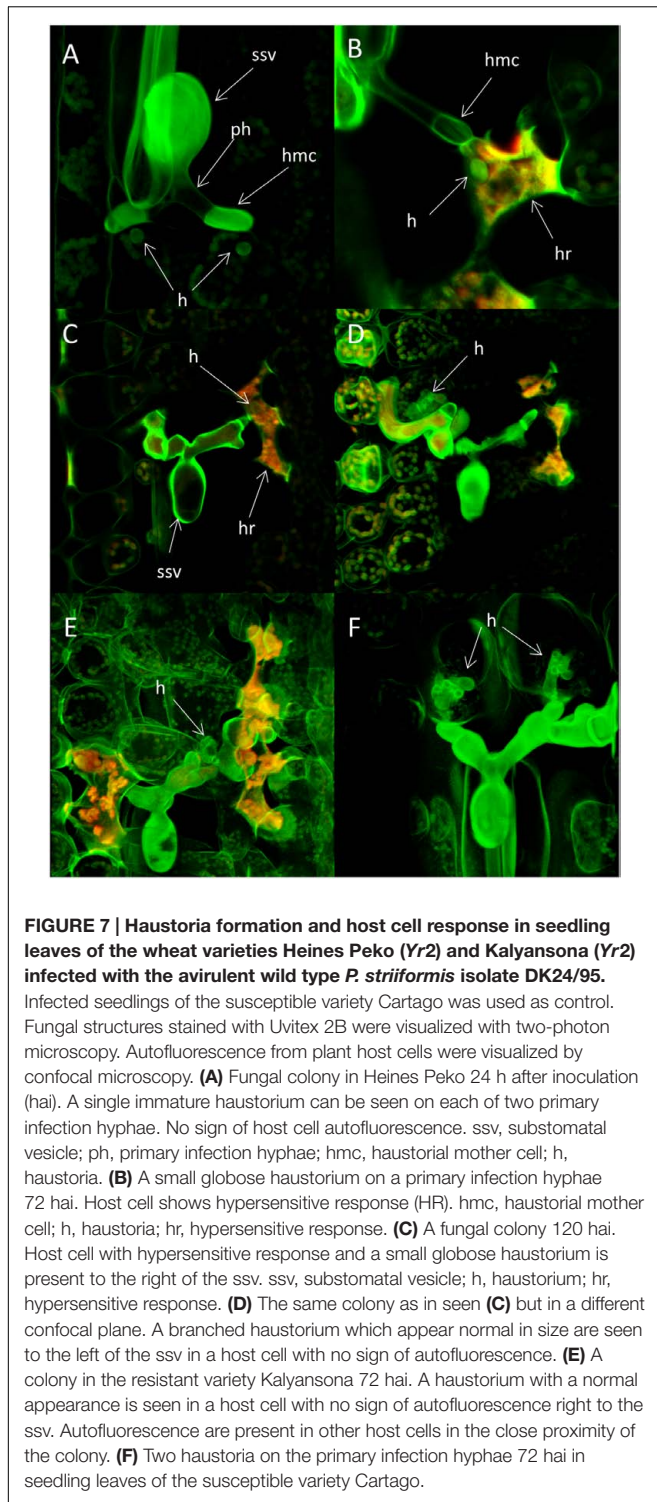 A
ssv
ph
hmc
h
B
hmc
h
hr
C
h
hr
ssv
D
h
E
h
F
h
FIGURE 7 | Haustoria formation and host cell response in seedling
leaves of the wheat varieties Heines Peko (Yr2) and Kalyansona (Yr2)
infected with the avirulent wild type P. striiformis isolate DK24/95.
Infected seedlings of the susceptible variety Cartago was used as control.
Fungal structures stained with Uvitex 2B were visualized with two-photon
microscopy. Autofluorescence from plant host cells were visualized by
confocal microscopy. (A) Fungal colony in Heines Peko 24 h after inoculation
(hai). A single immature haustorium can be seen on each of two primary
infection hyphae. No sign of host cell autofluorescence. ssv, substomatal
vesicle; ph, primary infection hyphae; hmc, haustorial mother cell; h,
haustoria. (B) A small globose haustorium on a primary infection hyphae
72 hai. Host cell shows hypersensitive response (HR). hmc, haustorial mother
cell; h, haustoria; hr, hypersensitive response. (C) A fungal colony 120 hai.
Host cell with hypersensitive response and a small globose haustorium is
present to the right of the ssv. ssv, substomatal vesicle; h, haustorium; hr,
hypersensitive response. (D) The same colony as in seen (C) but in a different
confocal plane. A branched haustorium which appear normal in size are seen
to the left of the ssv in a host cell with no sign of autofluorescence. (E) A
colony in the resistant variety Kalyansona 72 hai. A haustorium with a normal
appearance is seen in a host cell with no sign of autofluorescence right to the
ssv. Autofluorescence are present in other host cells in the close proximity of
the colony. (F) Two haustoria on the primary infection hyphae 72 hai in
seedling leaves of the susceptible variety Cartago.